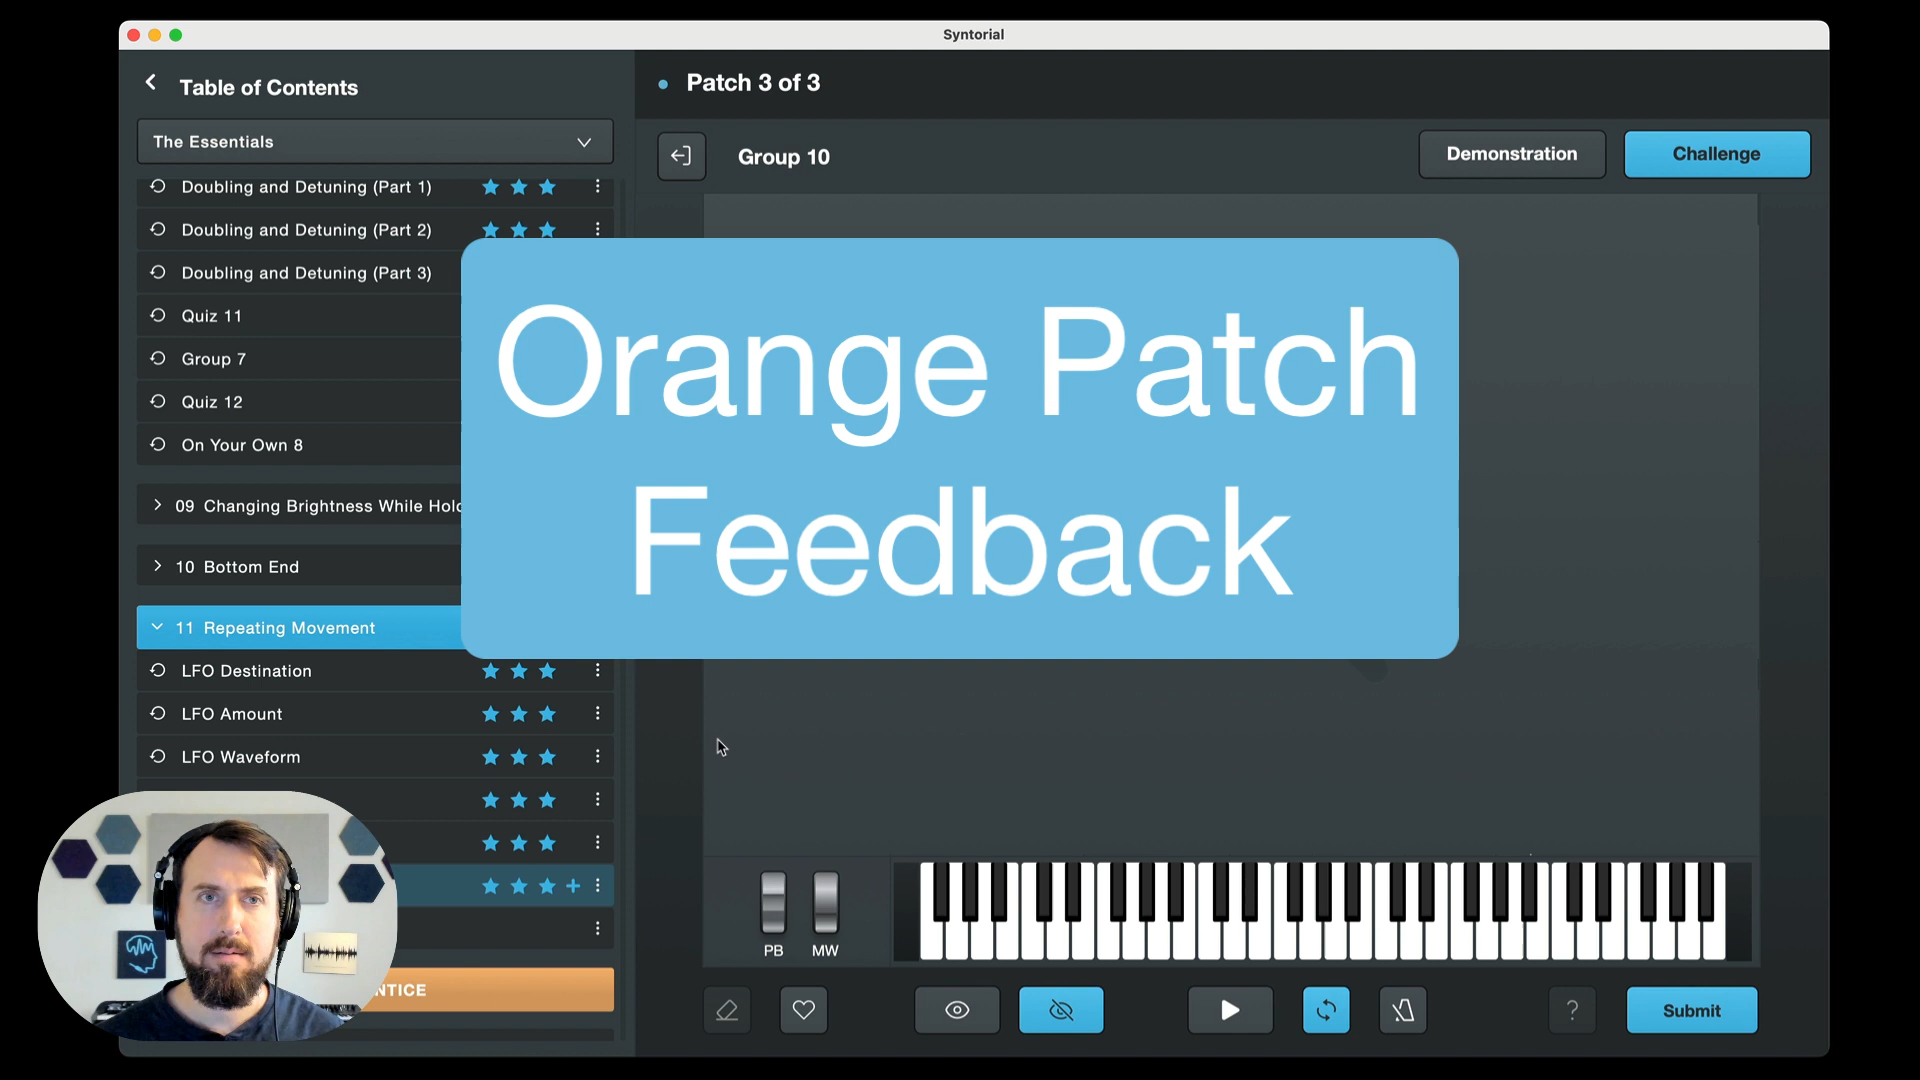 Syntorial
Table of Contents
The Essentials
Doubling and Detuning (Part 1)
Doubling and Detuning (Part 2)
Doubling and Detuning (Part 3)
Quiz 11
Group 7
Quiz 12
On Your Own 8
09 Changing Brightness While Hold
10 Bottom End
11 Repeating Movement
LFO Destination
LFO Amount
LFO Waveform
NTICE
Patch 3 of 3
Group 10
Demonstration
Challenge
Orange Patch
Feedback
PB
MW
?
Submit